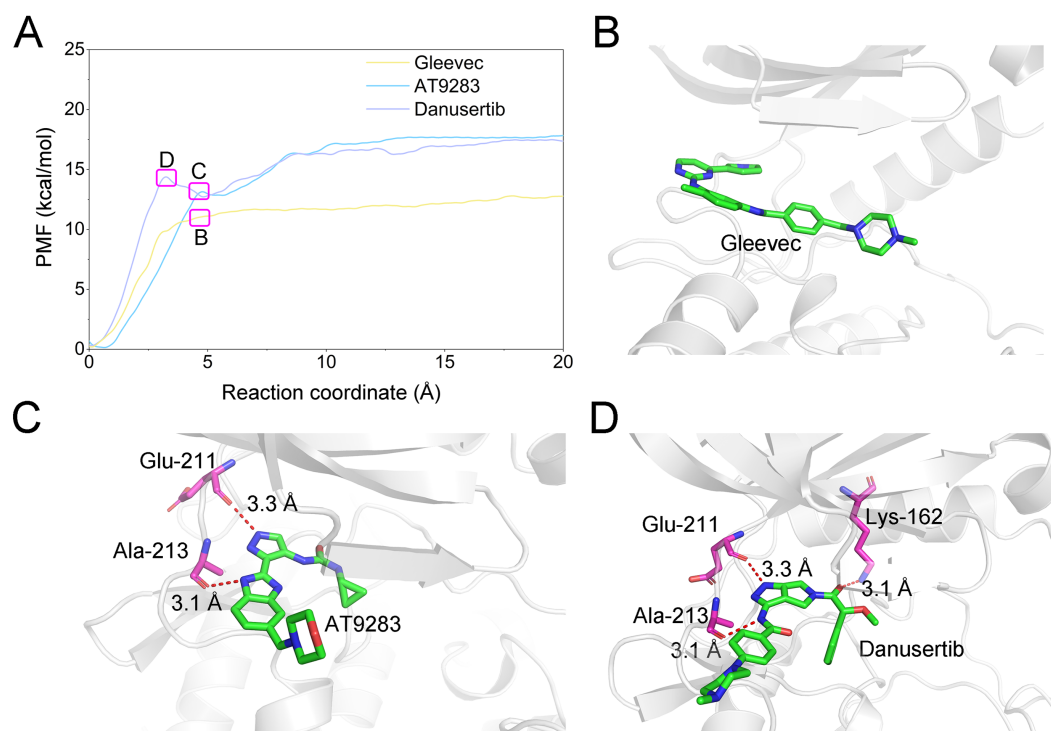 A
25
20
15
10
5
0
0
5
10
15
20
PMF (kcal/mol)
Reaction coordinate (Å)
Gleevec
AT9283
Danusertib
D
C
B
B
Gleevec
C
Glu-211
3.3 Å
Ala-213
3.1 Å
AT9283
D
Lys-162
Glu-211
3.3 Å
3.1 Å
Ala-213
3.1 Å
Danusertib